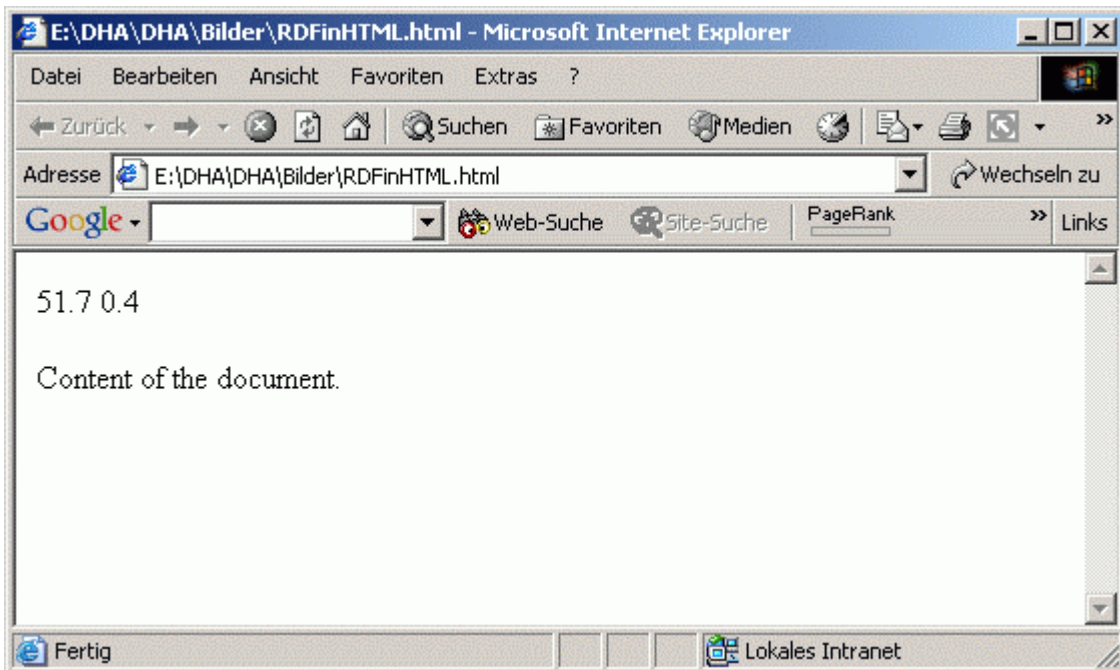 E:\DHA\DHA\Bilder\RDFinHTML.html - Microsoft Internet Explorer
Datei Bearbeiten Ansicht Favoriten Extras ?
Zurück Suchen Favoriten Medien »
Adresse E:\DHA\DHA\Bilder\RDFinHTML.html Wechseln zu
Google Web-Suche Site-Suche PageRank » Links
51.7 0.4
Content of the document.
Fertig Lokales Intranet